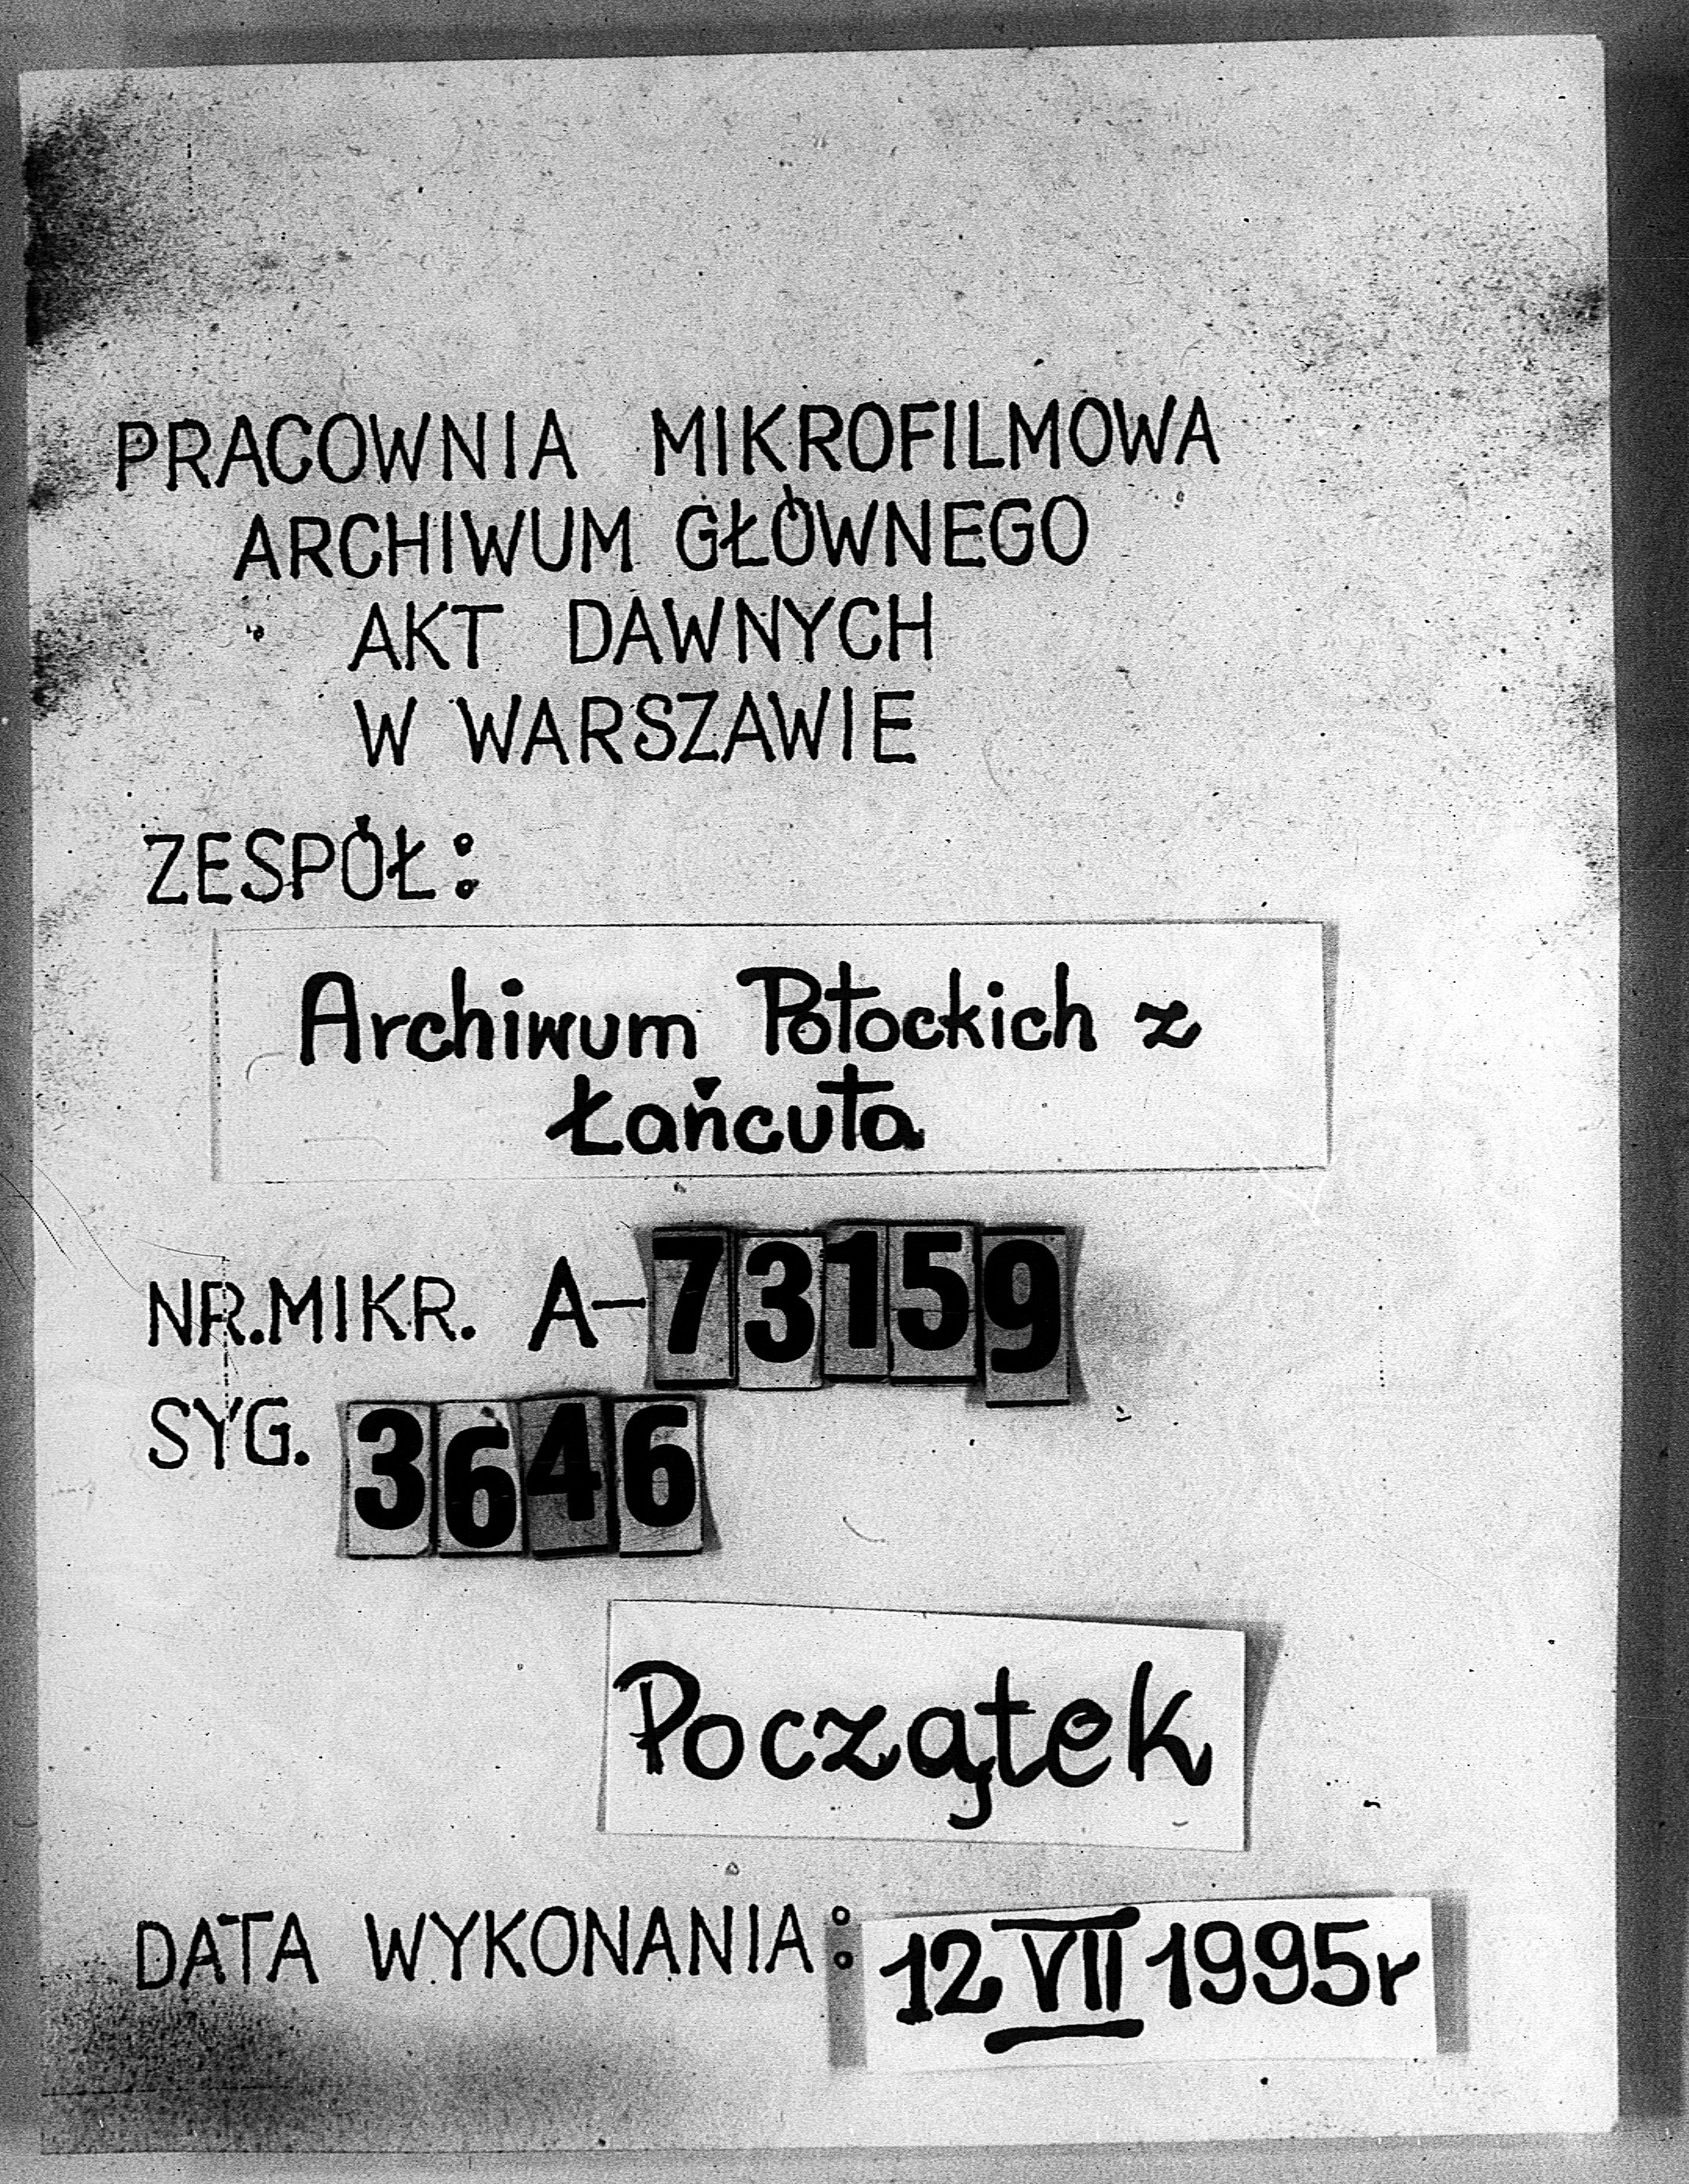 PRACOWNIA MIKROFILMOWA
ARCHIWUM GŁÓWNEGO
AKT DAWNYCH
W WARSZAWIE
ZESPÓŁ:
Archiwum Potockich z
Łańcuta
NR.MIKR. A-73159
SYG. 3646
Początek
DATA WYKONANIA: 12 VII 1995r